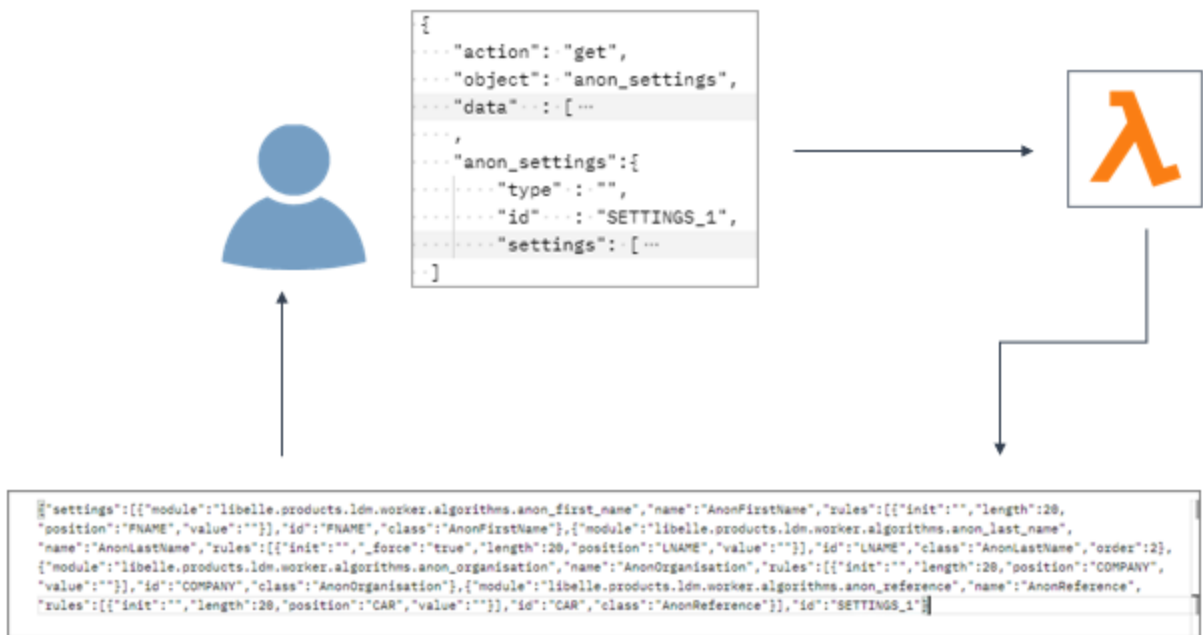 {
"action": "get",
"object": "anon_settings",
"data" : [ ...
,
"anon_settings":{
"type" : "",
"id" : "SETTINGS_1",
"settings": [ ...
]
λ
{"settings":[{"module":"libelle.products.ldm.worker.algorithms.anon_first_name","name":"AnonFirstName","rules":[{"init":"","length":20,
"position":"FNAME","value":""}],"id":"FNAME","class":"AnonFirstName"},{"module":"libelle.products.ldm.worker.algorithms.anon_last_name",
"name":"AnonLastName","rules":[{"init":"","_force":"true","length":20,"position":"LNAME","value":""}],"id":"LNAME","class":"AnonLastName","order":2},
{"module":"libelle.products.ldm.worker.algorithms.anon_organisation","name":"AnonOrganisation","rules":[{"init":"","length":20,"position":"COMPANY",
"value":""}],"id":"COMPANY","class":"AnonOrganisation"},{"module":"libelle.products.ldm.worker.algorithms.anon_reference","name":"AnonReference",
"rules":[{"init":"","length":20,"position":"CAR","value":""}],"id":"CAR","class":"AnonReference"}],"id":"SETTINGS_1"}